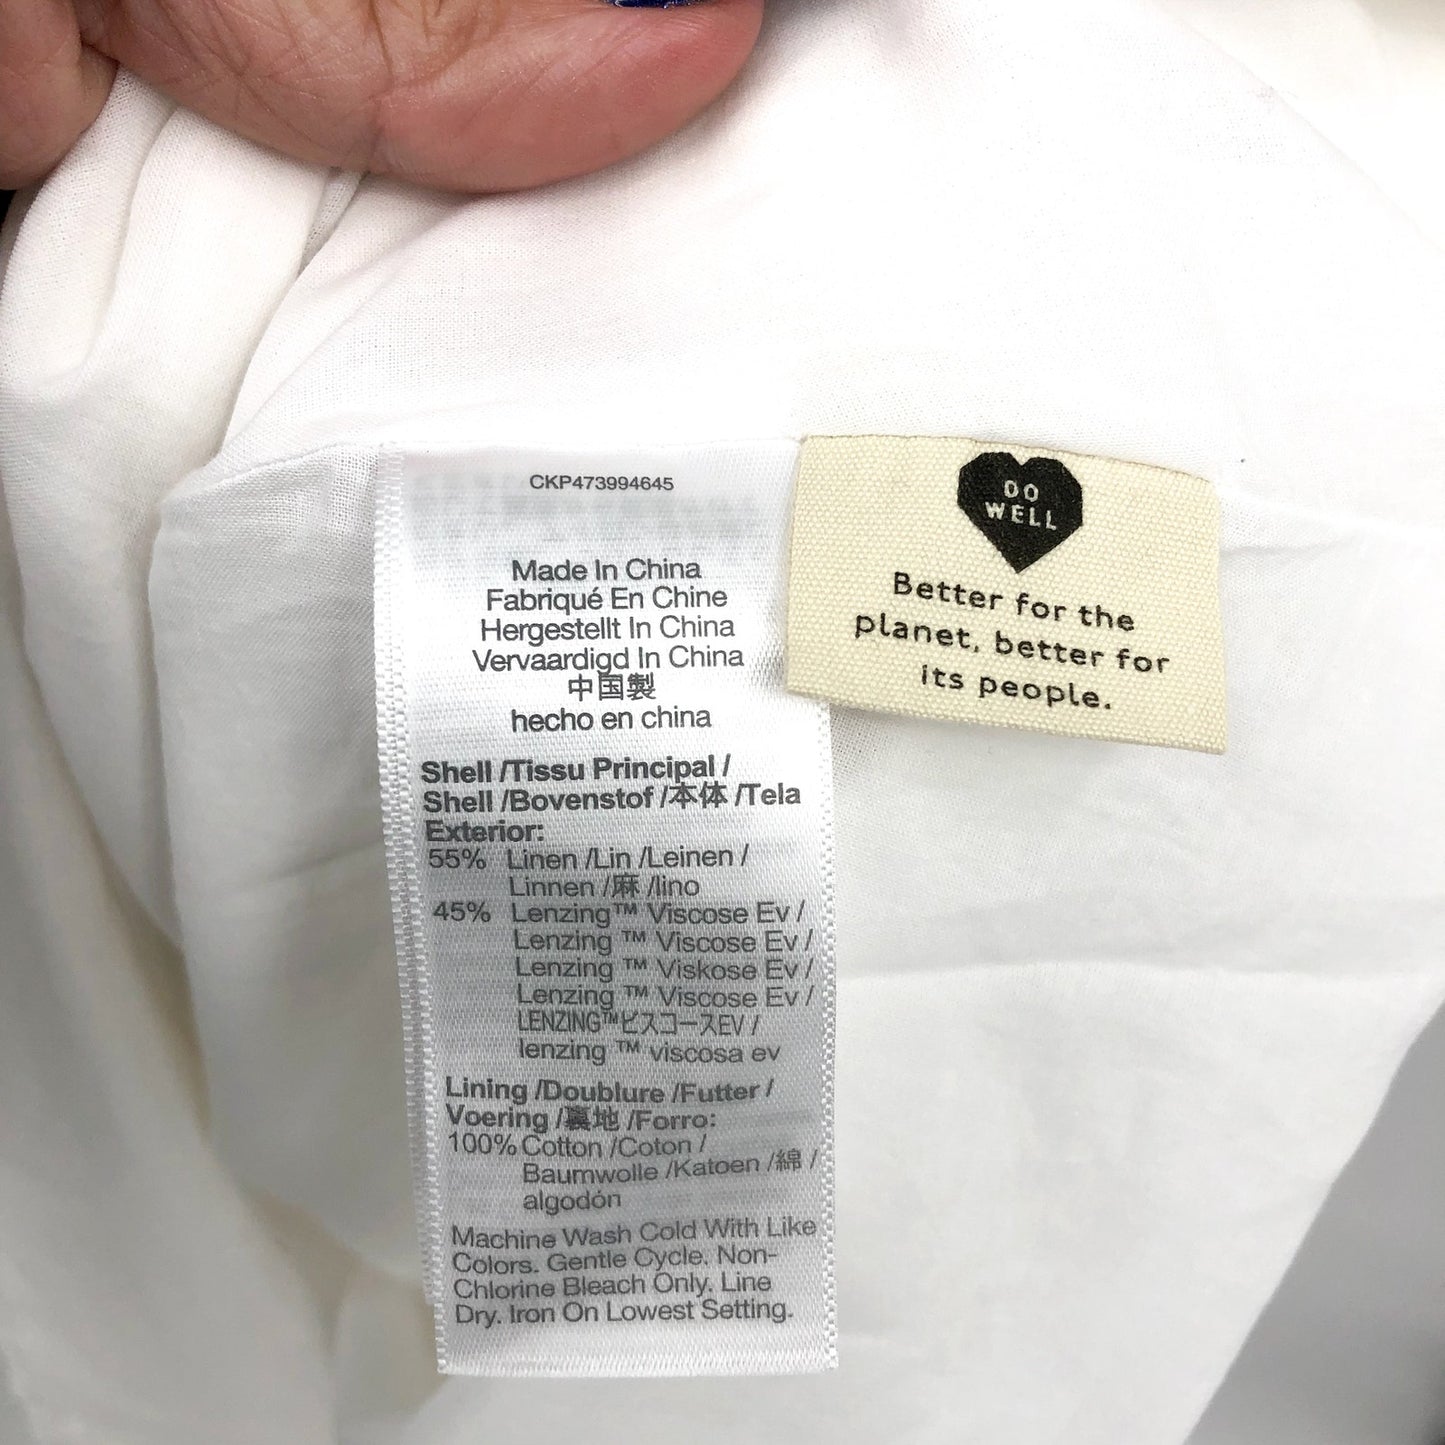 CKP473994645
Made In China
Fabriqué En Chine
Hergestellt In China
Vervaardigd In China
中国製
hecho en china
Shell /Tissu Principal /
Shell /Bovenstof /本体 /Tela
Exterior:
55% Linen /Lin /Leinen /
Linnen /麻 /lino
45% Lenzing™ Viscose Ev /
Lenzing ™ Viscose Ev /
Lenzing ™ Viskose Ev /
Lenzing ™ Viscose Ev /
LENZING™ビスコースEV /
lenzing ™ viscosa ev
Lining /Doublure /Futter /
Voering /裏地 /Forro:
100% Cotton /Coton /
Baumwolle /Katoen /綿 /
algodón
Machine Wash Cold With Like
Colors. Gentle Cycle. Non-
Chlorine Bleach Only. Line
Dry. Iron On Lowest Setting.
DO
WELL
Better for the
planet, better for
its people.